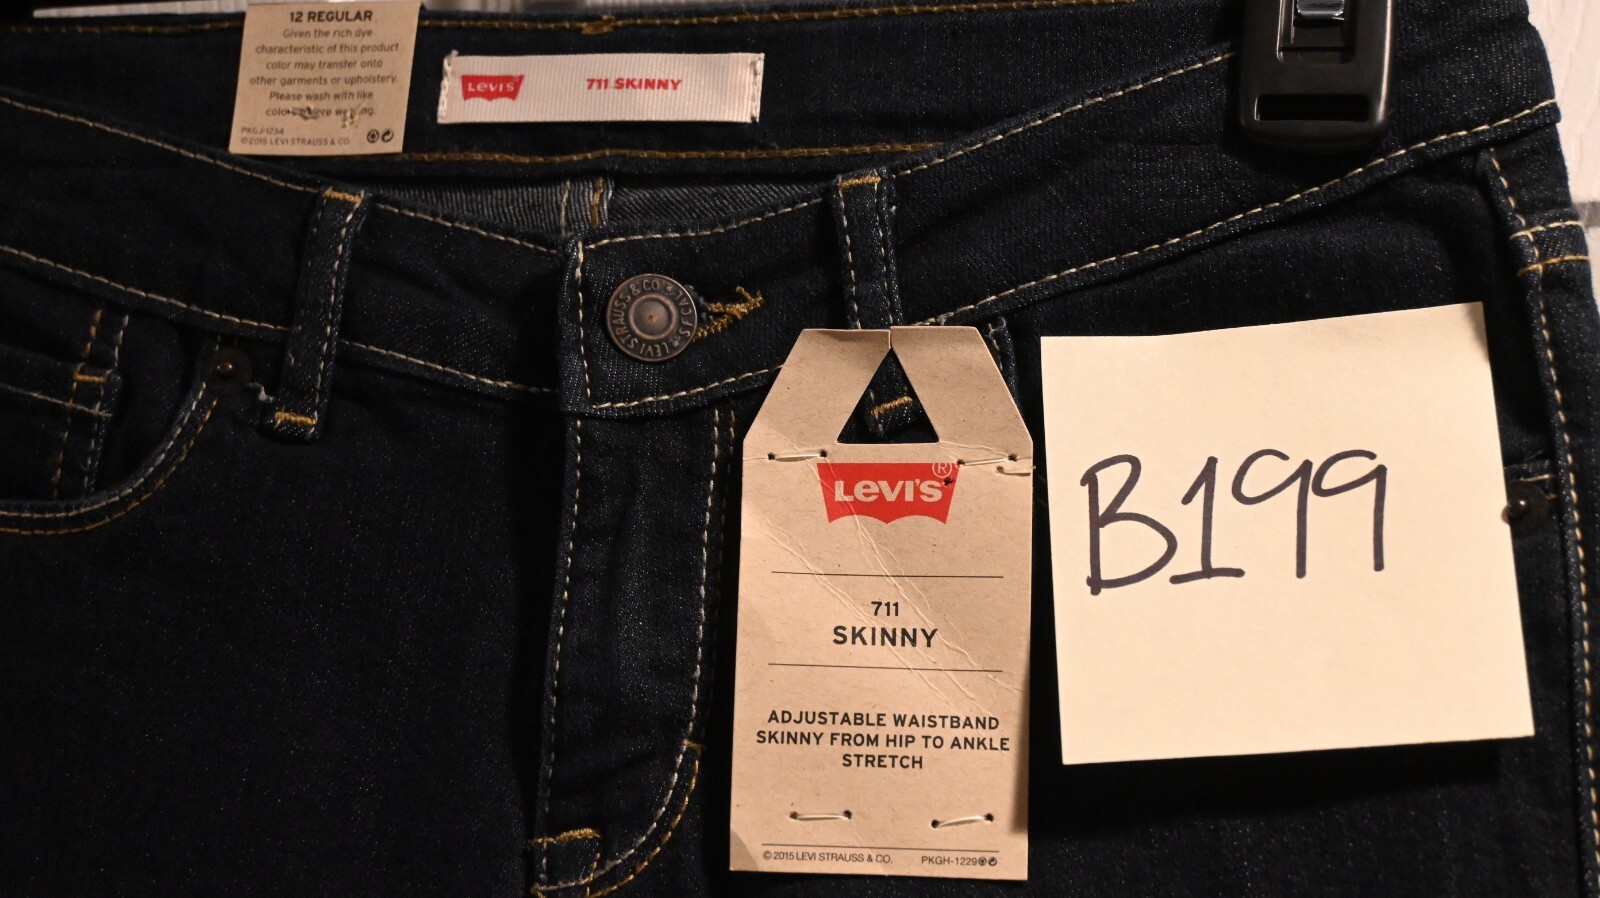 12 REGULAR
Given the rich dye
characteristic of this product
color may transfer onto
other garments or upholstery.
Please wash with like
PKGJ-1234
©2015 LEVI STRAUSS & CO.
LEVI'S
711 SKINNY
LEVI STRAUSS & CO.
LEVI'S®
711
SKINNY
ADJUSTABLE WAISTBAND
SKINNY FROM HIP TO ANKLE
STRETCH
©2015 LEVI STRAUSS & CO.
PKGH-1229
B199